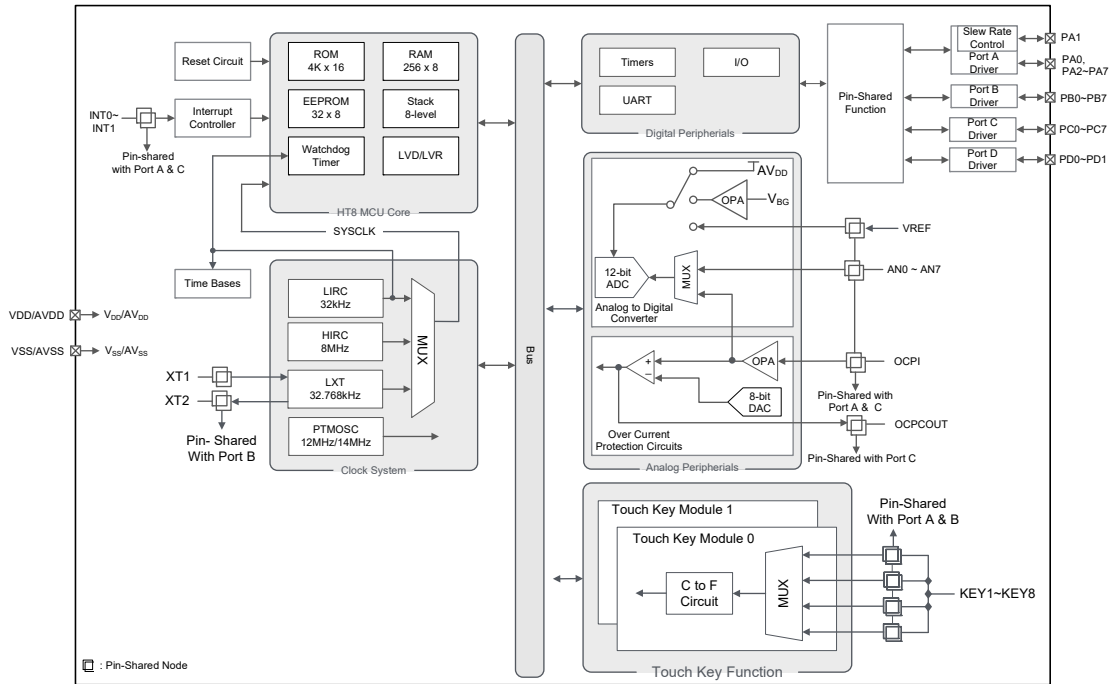 Reset Circuit
INT0~
INT1
Interrupt
Controller
Pin-shared
with Port A & C
ROM
4K x 16
RAM
256 x 8
EEPROM
32 x 8
Stack
8-level
Watchdog
Timer
LVD/LVR
HT8 MCU Core
SYSCLK
Time Bases
VDD/AVDD
VDD/AVDD
VSS/AVSS
VSS/AVSS
LIRC
32kHz
HIRC
8MHz
XT1
XT2
LXT
32.768kHz
Pin- Shared
With Port B
PTMOSC
12MHz/14MHz
MUX
Clock System
Bus
Timers
I/O
UART
Digital Peripherals
Pin-Shared
Function
Slew Rate
Control
Port A
Driver
PA1
PA0,
PA2~PA7
Port B
Driver
PB0~PB7
Port C
Driver
PC0~PC7
Port D
Driver
PD0~PD1
AVDD
OPA
VBG
VREF
12-bit
ADC
MUX
AN0 ~ AN7
Analog to Digital
Converter
+
−
OPA
OCPI
8-bit
DAC
Pin-Shared with
Port A & C
OCPCOUT
Over Current
Protection Circuits
Pin-Shared with Port C
Analog Peripherals
Touch Key Module 1
Touch Key Module 0
C to F
Circuit
MUX
Pin-Shared
With Port A & B
KEY1~KEY8
Touch Key Function
: Pin-Shared Node